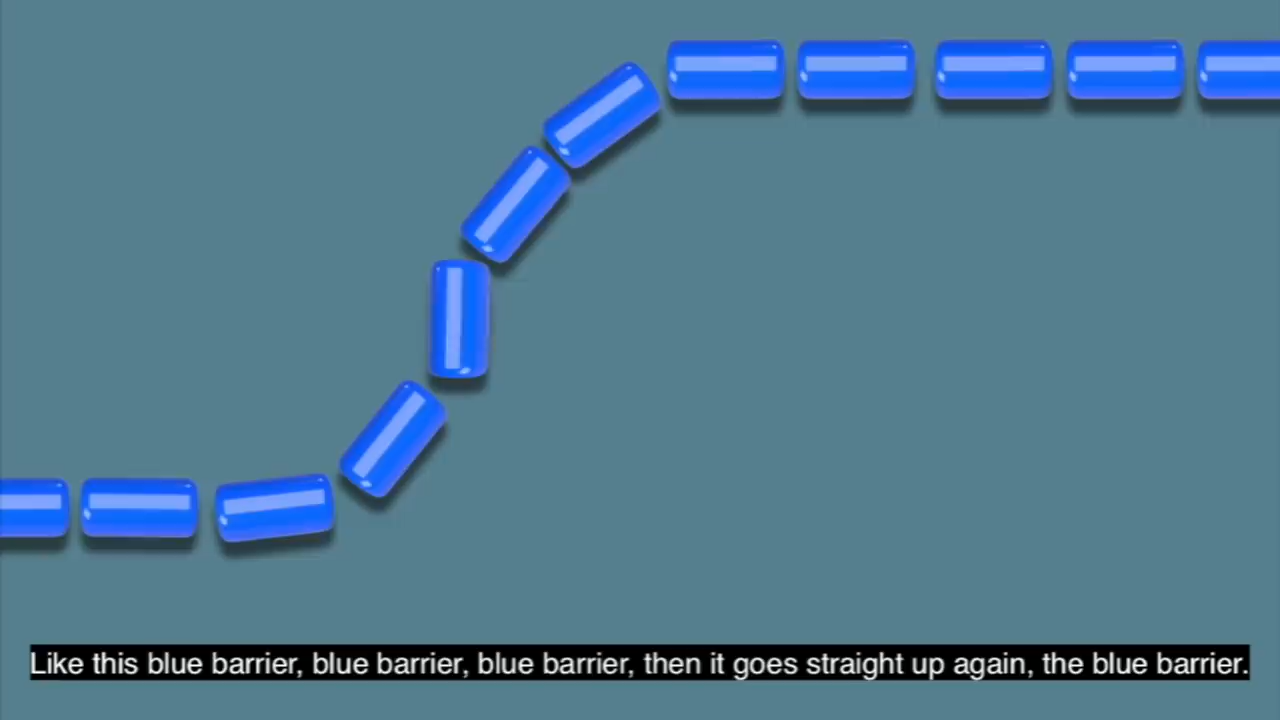 Like this blue barrier, blue barrier, blue barrier, then it goes straight up again, the blue barrier.